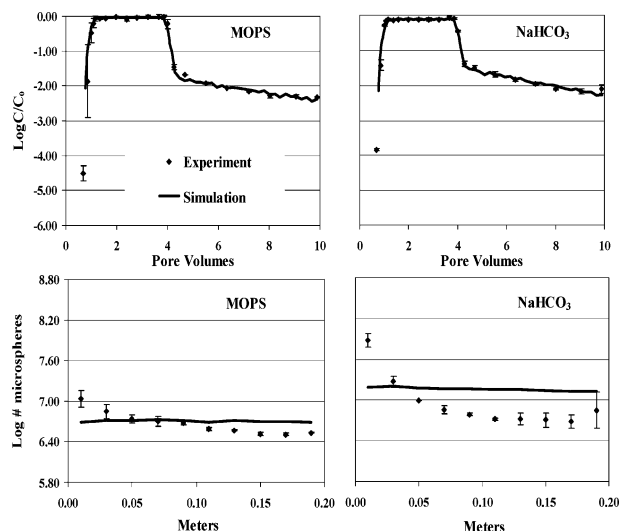 MOPS
NaHCO3
0.00
-1.00
-2.00
-3.00
-4.00
-5.00
-6.00
LogC/Co
Experiment
Simulation
0 2 4 6 8 10
0 2 4 6 8 10
Pore Volumes
Pore Volumes
MOPS
NaHCO3
8.80
8.20
7.60
7.00
6.40
5.80
Log # microspheres
0.00 0.05 0.10 0.15 0.20
0.00 0.05 0.10 0.15 0.20
Meters
Meters